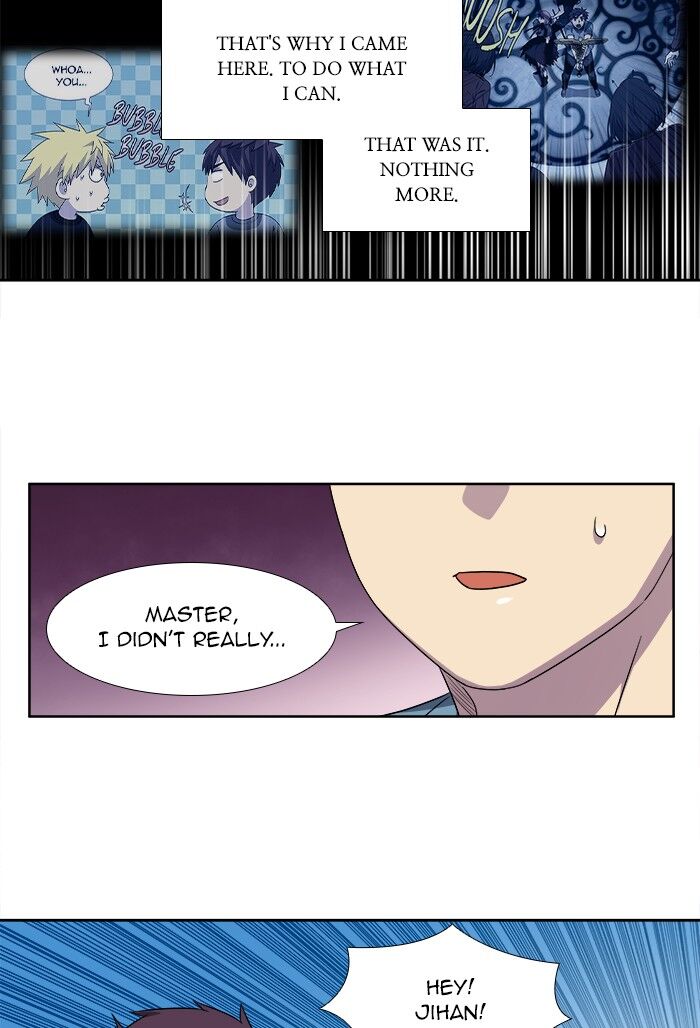 WHOA...
YOU...
BUBBLE
BUBBLE
THAT'S WHY I CAME
HERE. TO DO WHAT
I CAN.
THAT WAS IT.
NOTHING
MORE.
MASTER,
I DIDN'T REALLY...
HEY!
JIHAN!